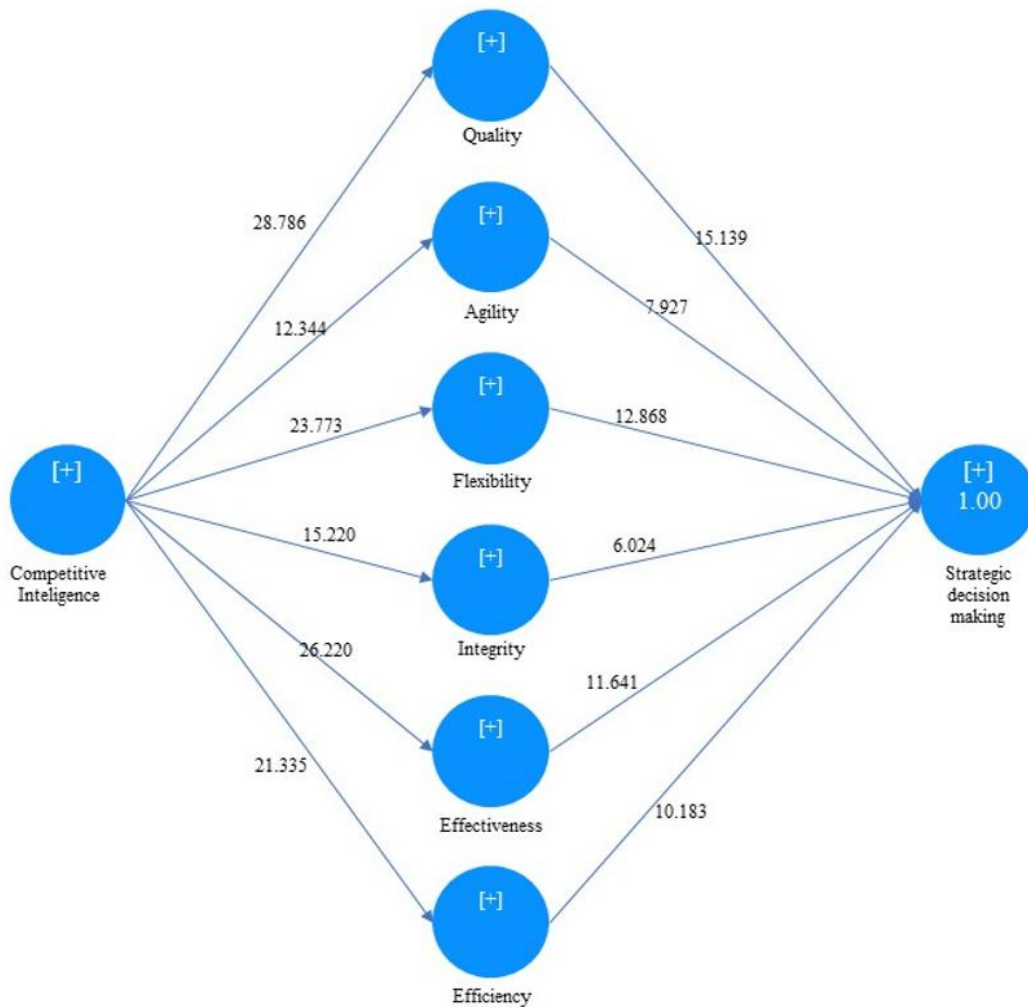 [+]
Quality
28.786
15.139
[+]
Agility
12.344
7.927
[+]
Flexibility
23.773
12.868
[+]
Competitive
Inteligence
[+]
1.00
Strategic
decision
making
15.220
6.024
[+]
Integrity
26.220
11.641
[+]
Effectiveness
21.335
10.183
[+]
Efficiency